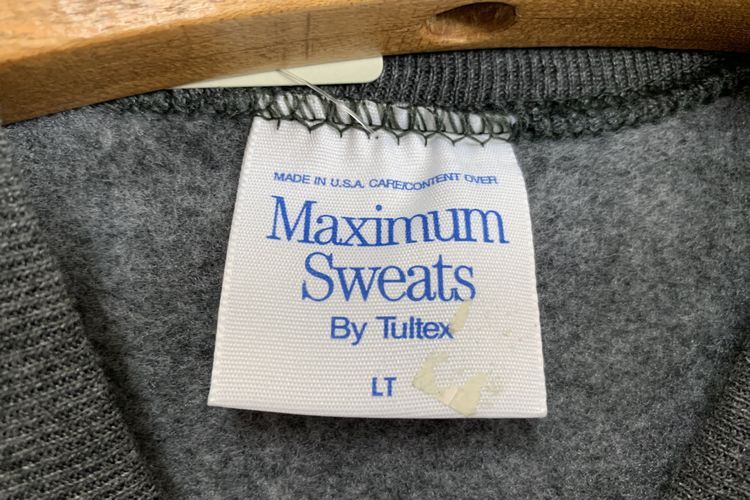 MADE IN U.S.A. CARE/CONTENT OVER
Maximum
Sweats
By Tultex
LT